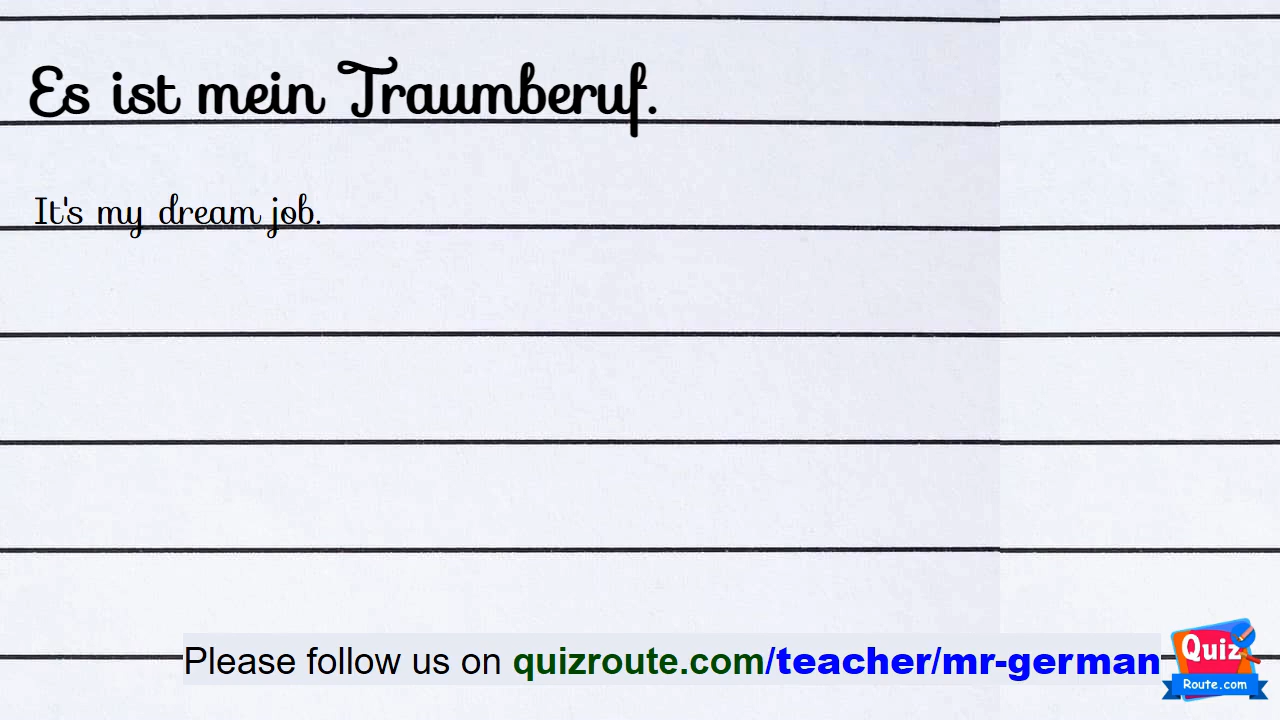 Es ist mein Traumberuf.
It's my dream job.
Please follow us on quizroute.com/teacher/mr-german
Quiz
Route.com